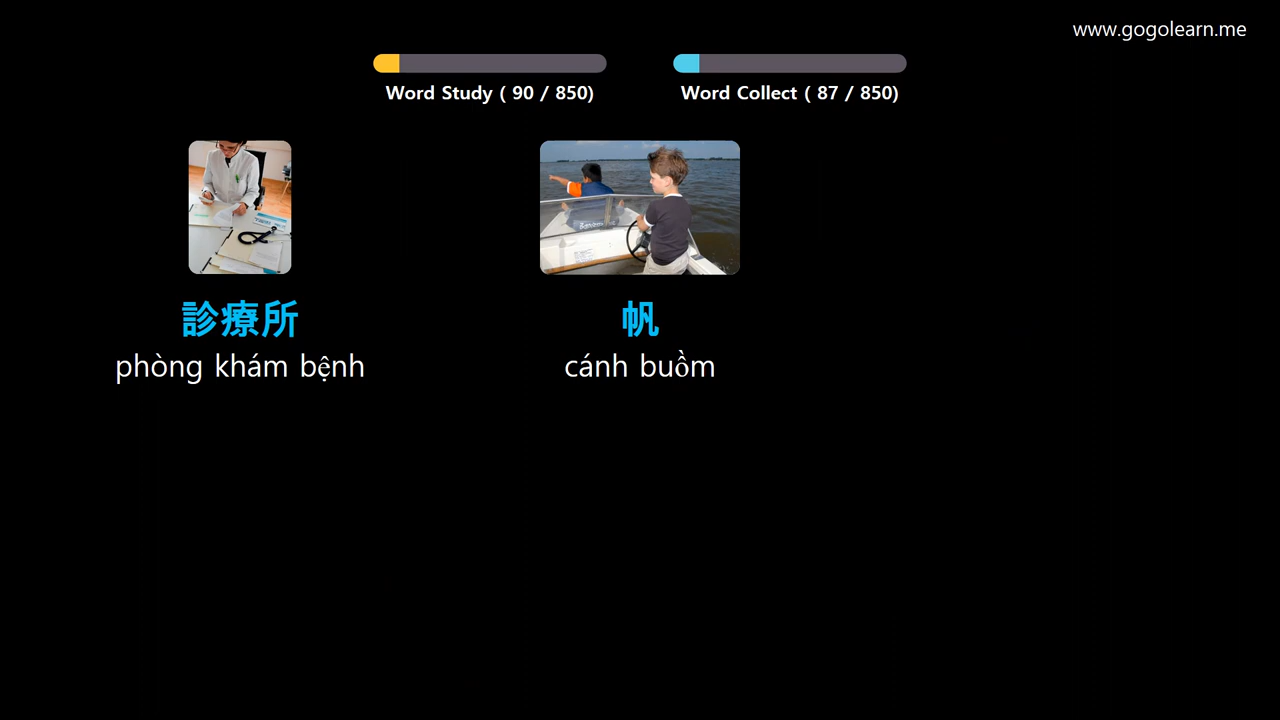 www.gogolearn.me
Word Study ( 90 / 850)
Word Collect ( 87 / 850)
診療所
phòng khám bệnh
帆
cánh buồm